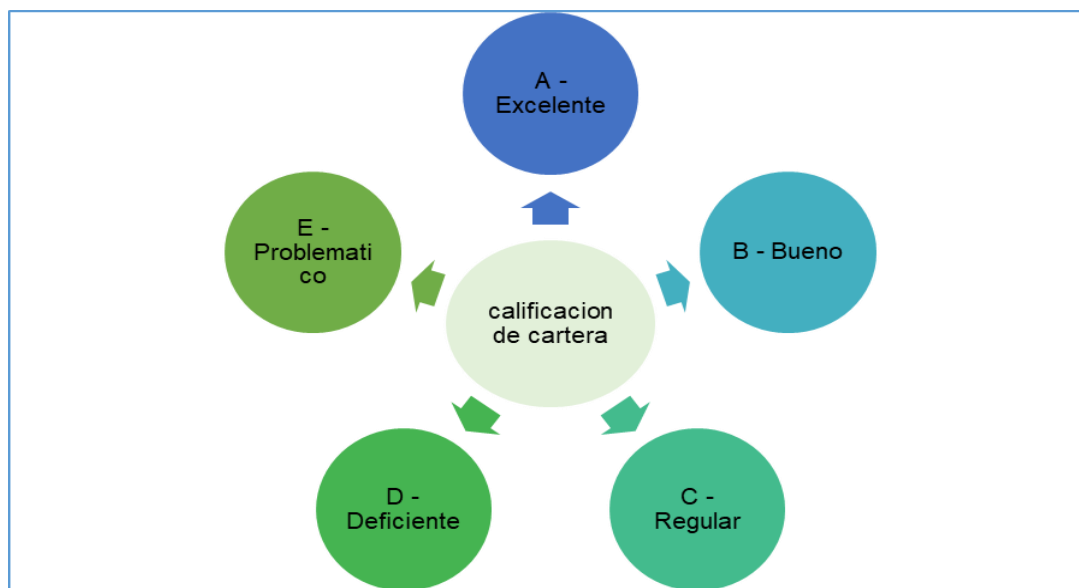 A -
Excelente
B - Bueno
C -
Regular
D -
Deficiente
E -
Problemati
co
calificacion
de cartera